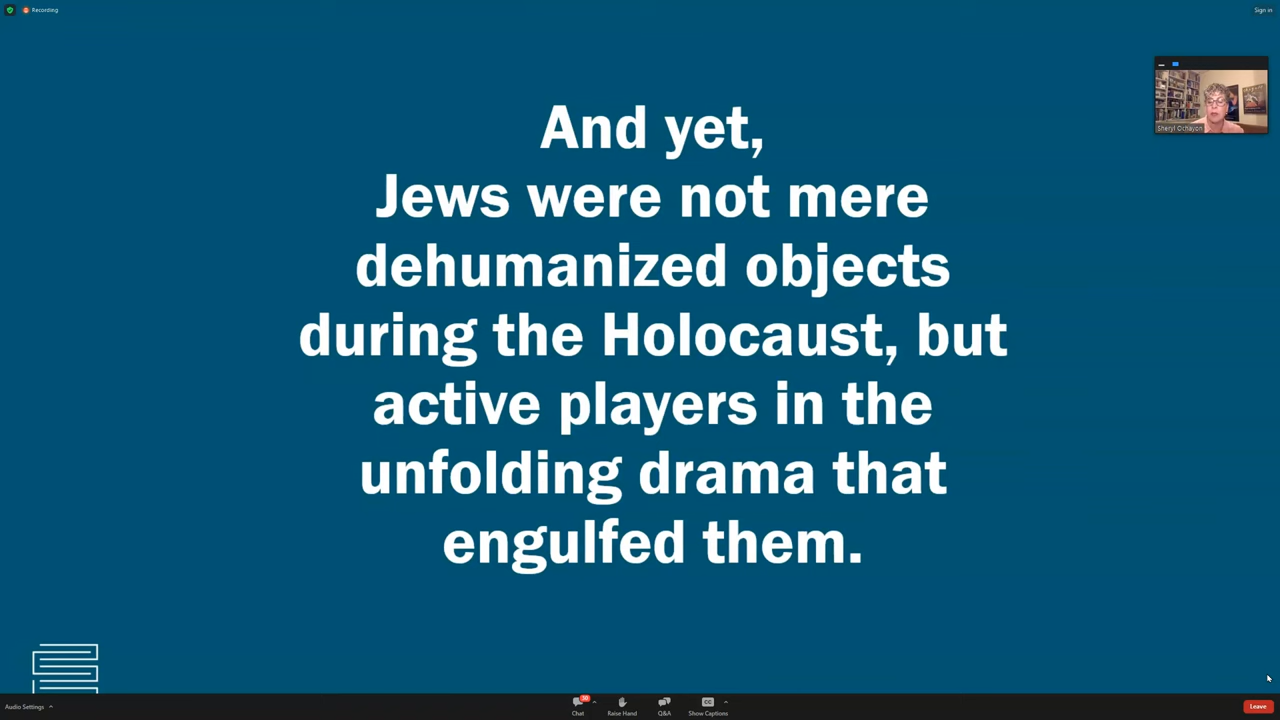 Recording
Sign in
And yet,
Jews were not mere
dehumanized objects
during the Holocaust, but
active players in the
unfolding drama that
engulfed them.
Sheryl Ochayon
Audio Settings
Chat
Raise Hand
Q&A
CC
Show Captions
Leave